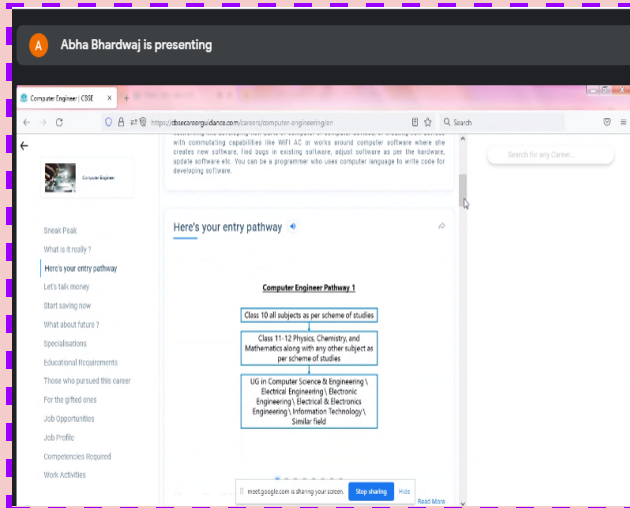 A
Abha Bhardwaj is presenting
Computer Engineer | CBSE
https://cbsecareerguidance.com/careers/computer-engineering/en
Search
with commutating capabilities like WIFI AC or works around computer software where she
creates new software, find bugs in existing software, adjust software as per the hardware,
update software etc. You can be a programmer who uses computer language to write code for
developing software.
Search for any Career...
Computer Engineer
Sneak Peak
What is it really ?
Here's your entry pathway
Let's talk money
Start saving now
What about future ?
Specialisations
Educational Requirements
Those who pursued this career
For the gifted ones
Job Opportunities
Job Profile
Competencies Required
Work Activities
Here's your entry pathway
Computer Engineer Pathway 1
Class 10 all subjects as per scheme of studies
Class 11-12 Physics, Chemistry, and
Mathematics along with any other subject as
per scheme of studies
UG in Computer Science & Engineering \
Electrical Engineering \ Electronic
Engineering \ Electrical & Electronics
Engineering \ Information Technology \
Similar field
meet.google.com is sharing your screen.
Stop sharing
Hide
Read More